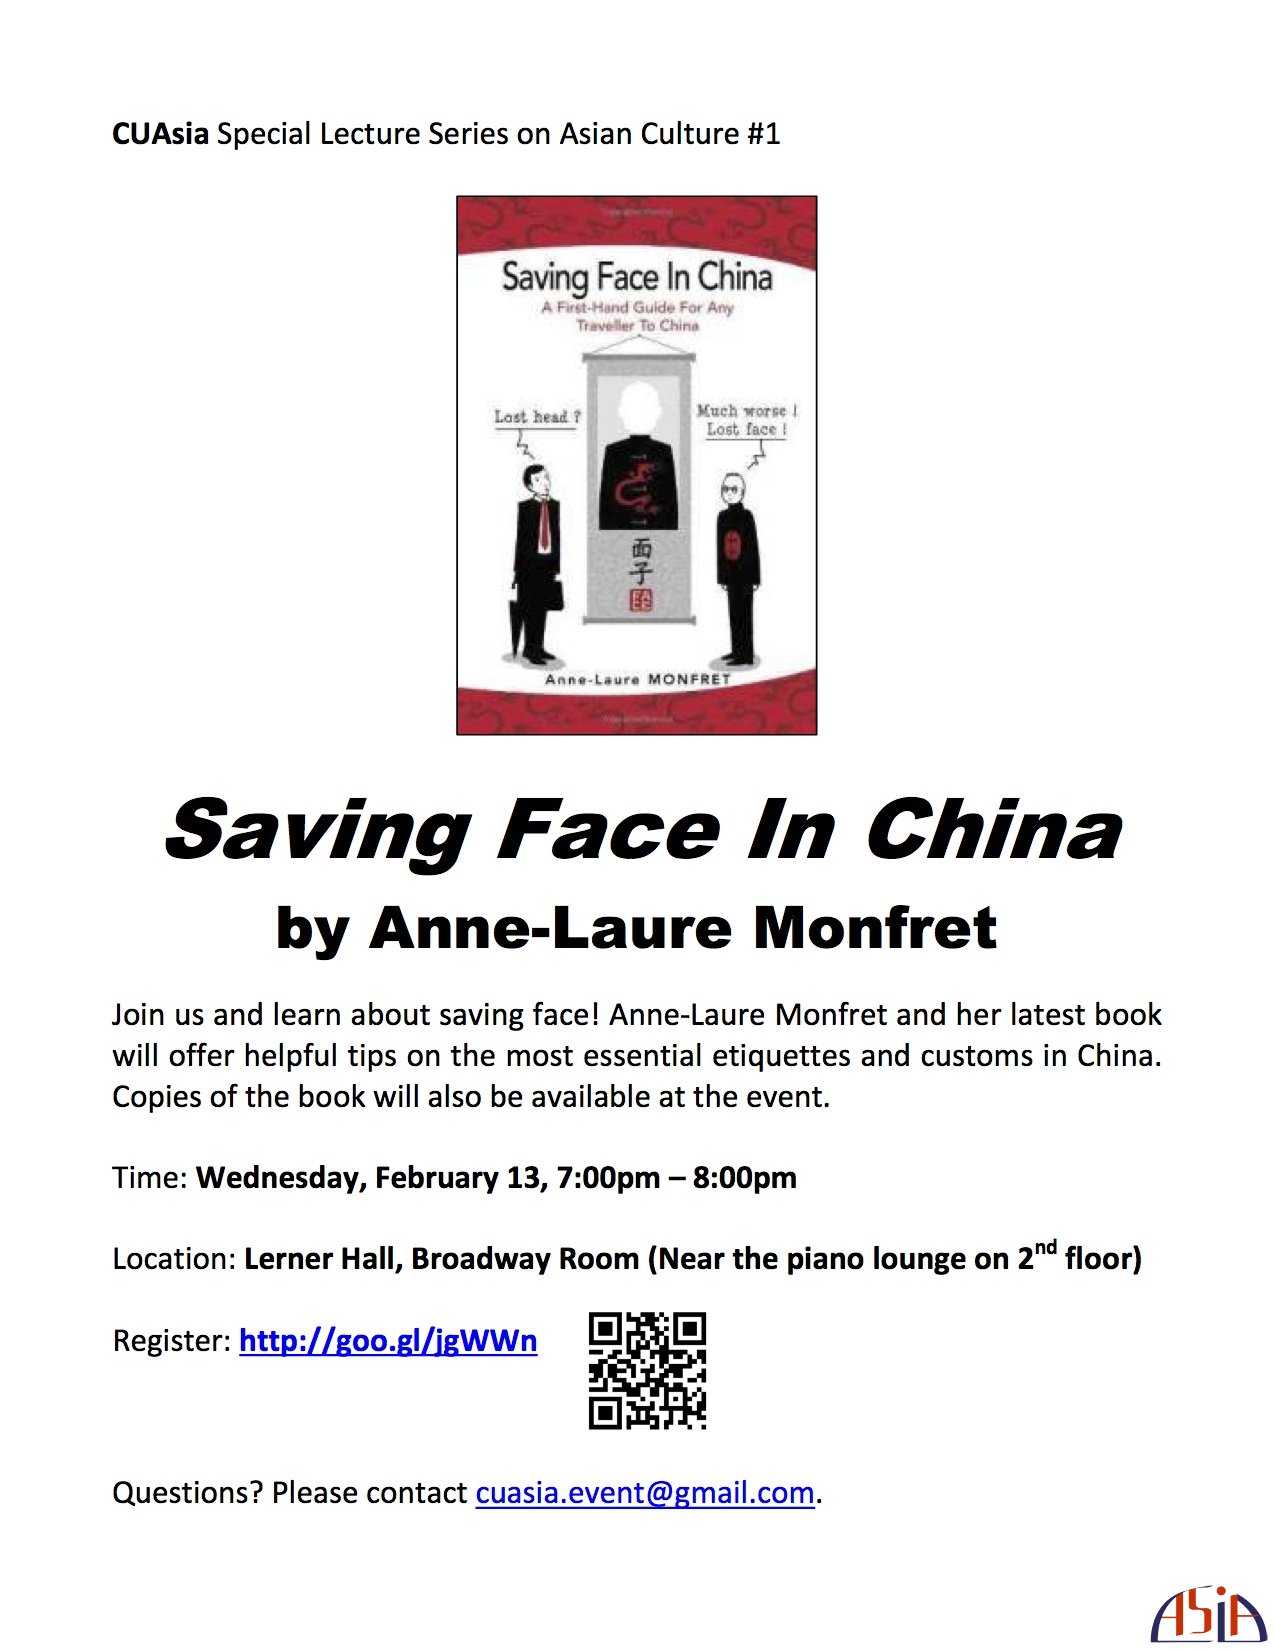 CUAsia Special Lecture Series on Asian Culture #1
Saving Face In China
A First-Hand Guide For Any
Traveller To China
Lost head ?
Much worse !
Lost face !
面
子
FA
CE
Anne-Laure MONFRET
Saving Face In China
by Anne-Laure Monfret
Join us and learn about saving face! Anne-Laure Monfret and her latest book
will offer helpful tips on the most essential etiquettes and customs in China.
Copies of the book will also be available at the event.
Time: Wednesday, February 13, 7:00pm – 8:00pm
Location: Lerner Hall, Broadway Room (Near the piano lounge on 2nd floor)
Register: http://goo.gl/jgWWn
Questions? Please contact cuasia.event@gmail.com.
ASiA